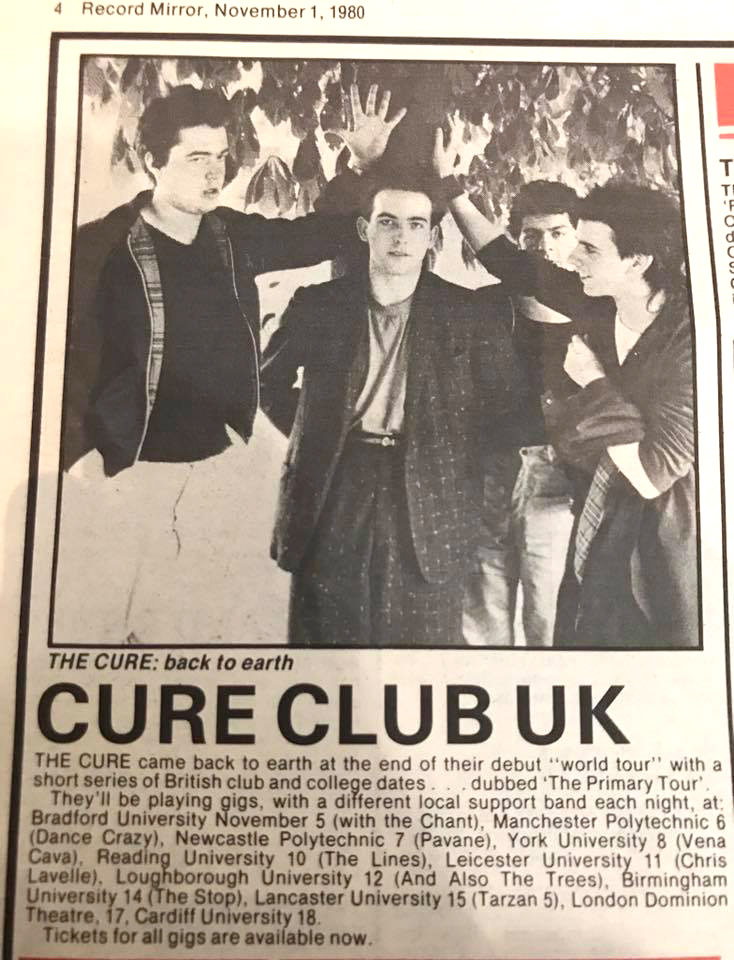 4 Record Mirror, November 1, 1980
THE CURE: back to earth
CURE CLUB UK
THE CURE came back to earth at the end of their debut "world tour" with a
short series of British club and college dates . . . dubbed 'The Primary Tour'.
They'll be playing gigs, with a different local support band each night, at:
Bradford University November 5 (with the Chant), Manchester Polytechnic 6
(Dance Crazy), Newcastle Polytechnic 7 (Pavane), York University 8 (Vena
Cava), Reading University 10 (The Lines), Leicester University 11 (Chris
Lavelle), Loughborough University 12 (And Also The Trees), Birmingham
University 14 (The Stop), Lancaster University 15 (Tarzan 5), London Dominion
Theatre, 17, Cardiff University 18.
Tickets for all gigs are available now.